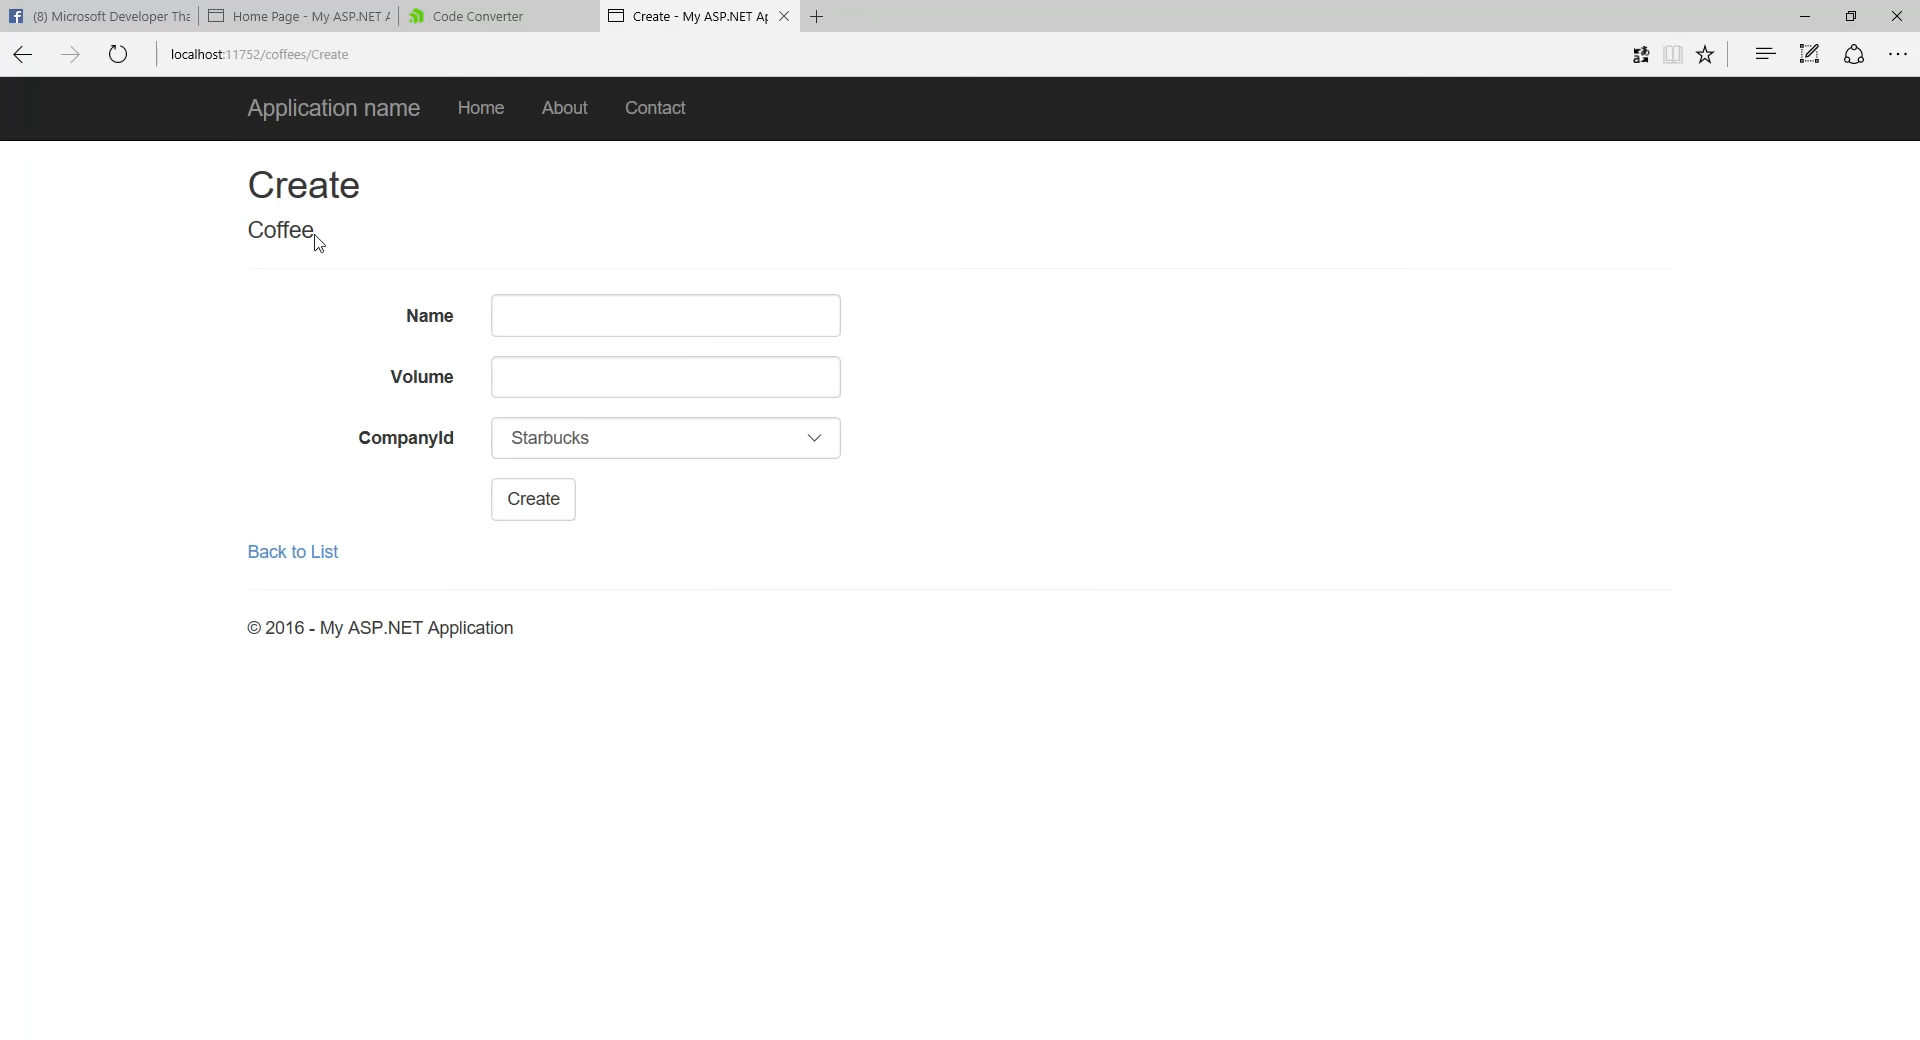 (8) Microsoft Developer Tha
Home Page - My ASP.NET A
Code Converter
Create - My ASP.NET Ap
localhost:11752/coffees/Create
Application name
Home
About
Contact
Create
Coffee
Name
Volume
CompanyId
Starbucks
Create
Back to List
© 2016 - My ASP.NET Application